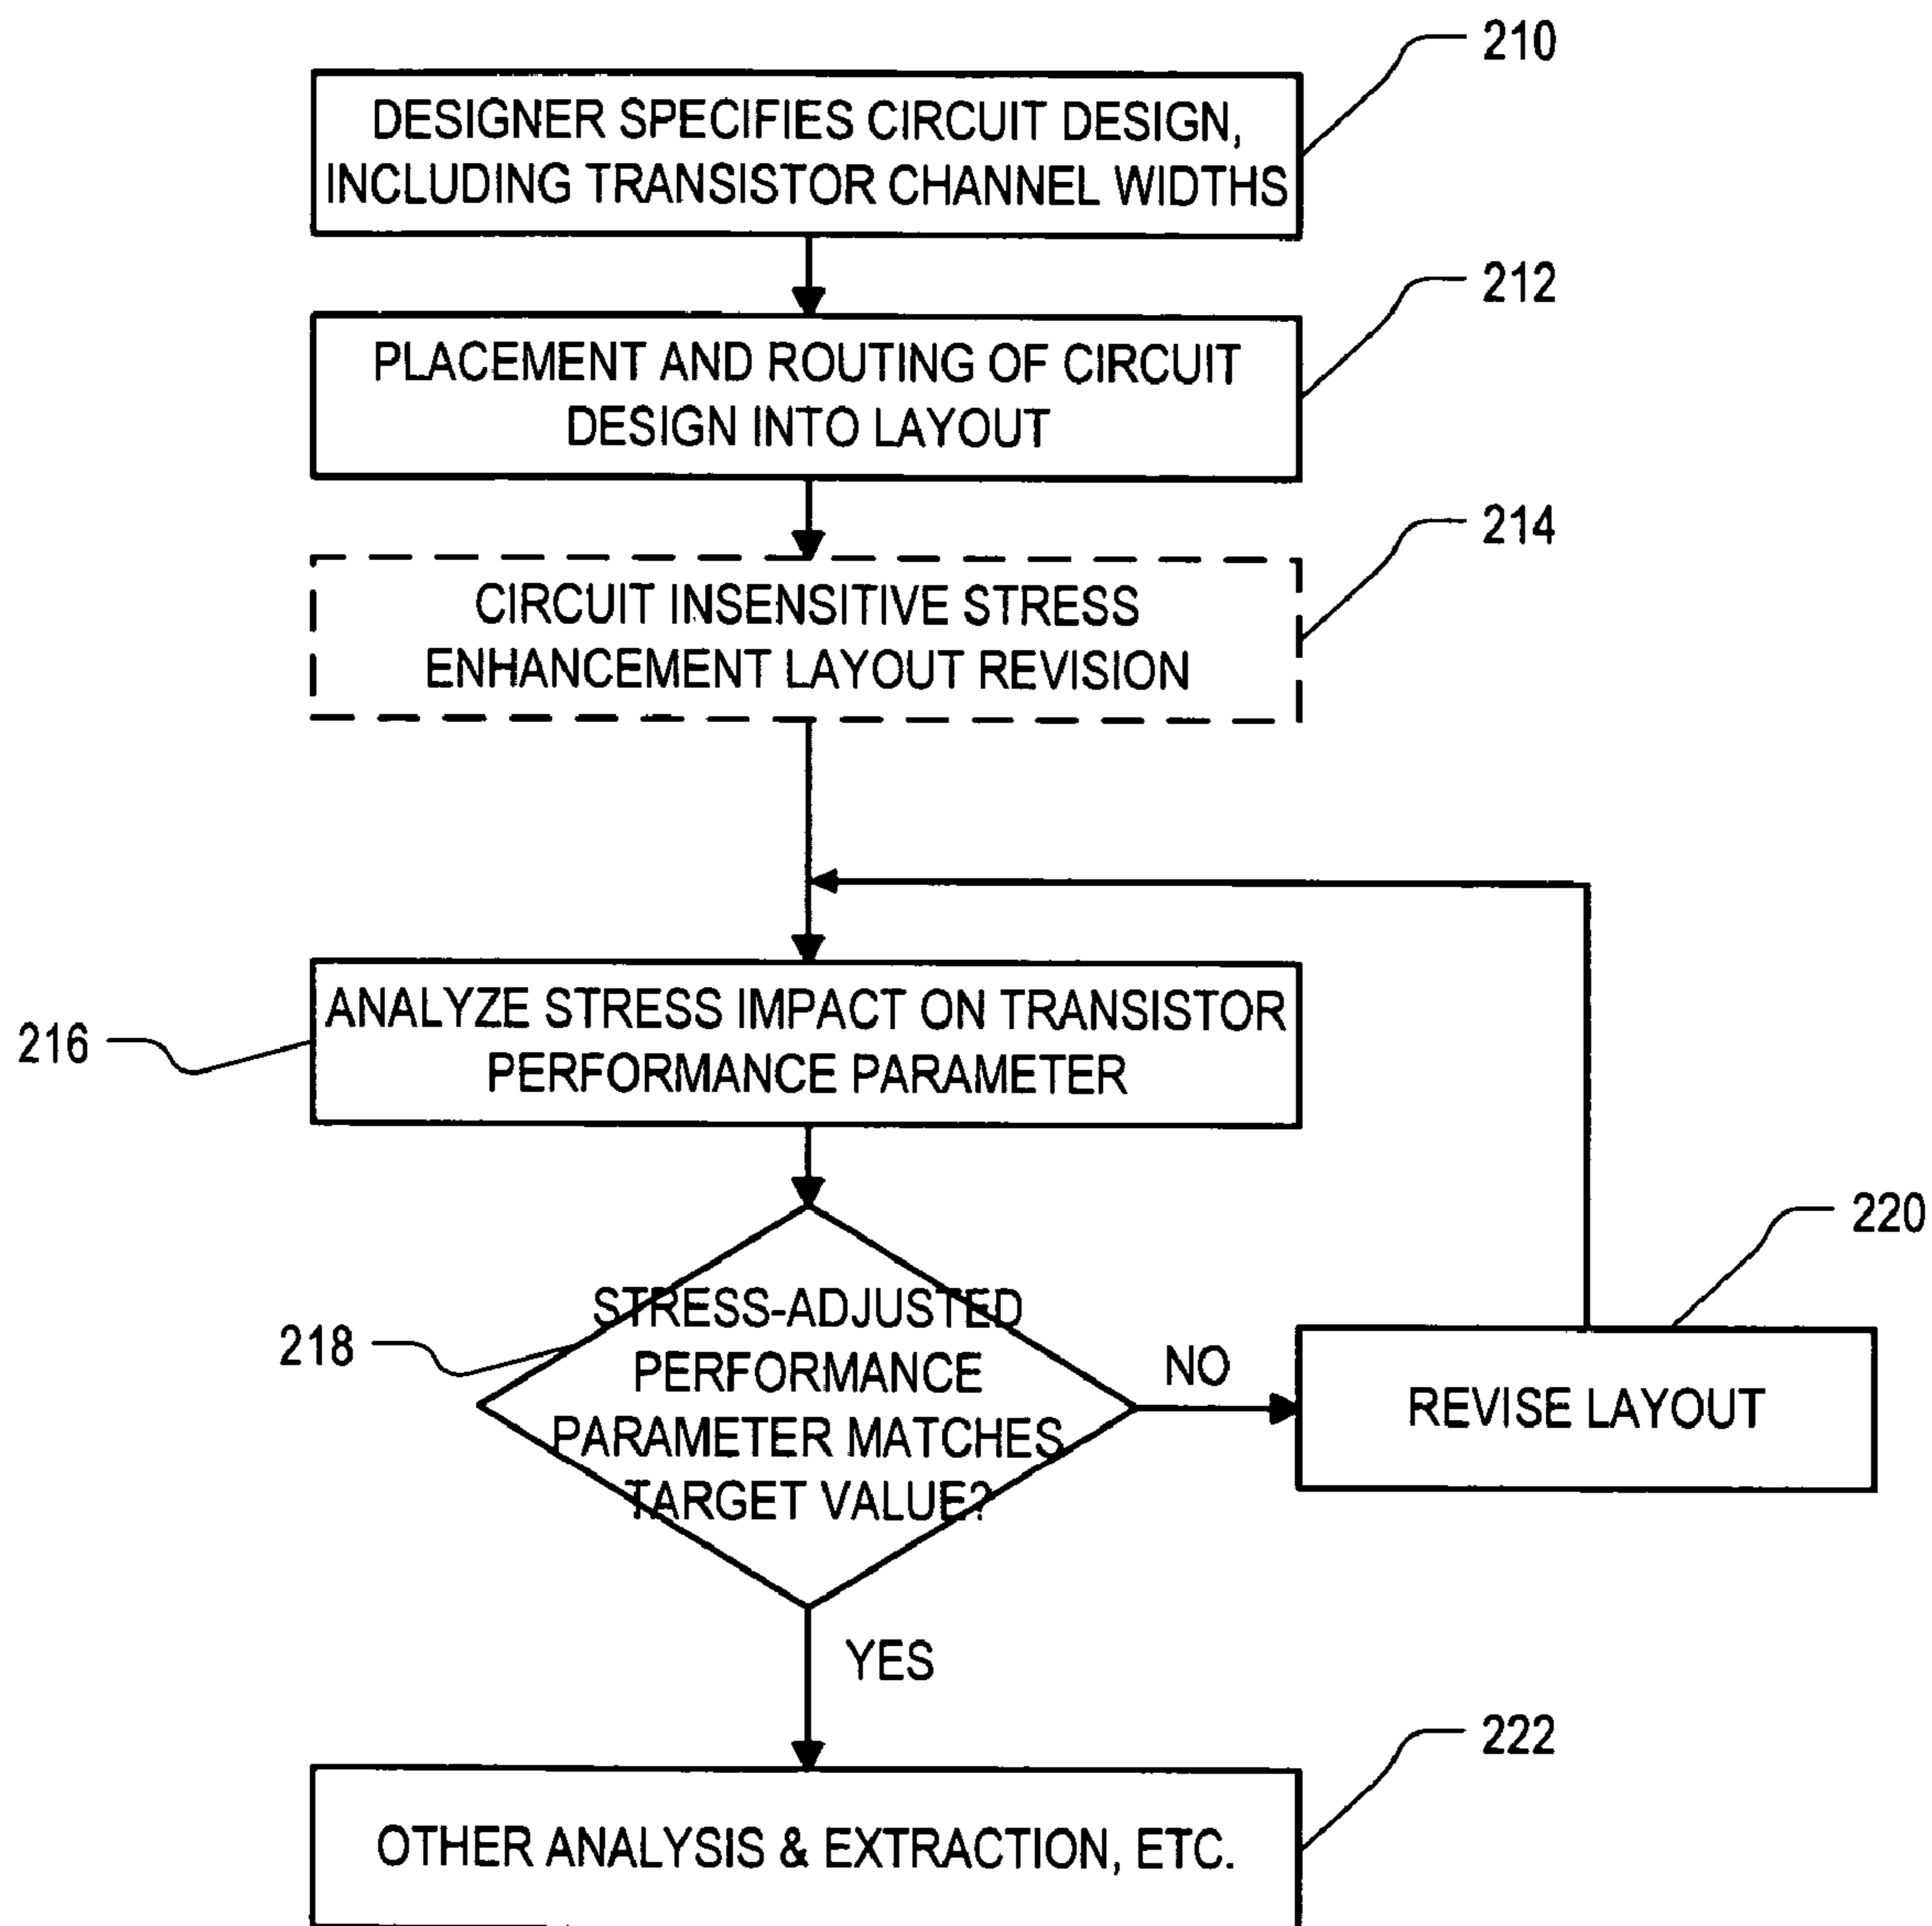 210
DESIGNER SPECIFIES CIRCUIT DESIGN,
INCLUDING TRANSISTOR CHANNEL WIDTHS
212
PLACEMENT AND ROUTING OF CIRCUIT
DESIGN INTO LAYOUT
214
CIRCUIT INSENSITIVE STRESS
ENHANCEMENT LAYOUT REVISION
216
ANALYZE STRESS IMPACT ON TRANSISTOR
PERFORMANCE PARAMETER
218
STRESS-ADJUSTED
PERFORMANCE
PARAMETER MATCHES
TARGET VALUE?
NO
220
REVISE LAYOUT
YES
222
OTHER ANALYSIS & EXTRACTION, ETC.